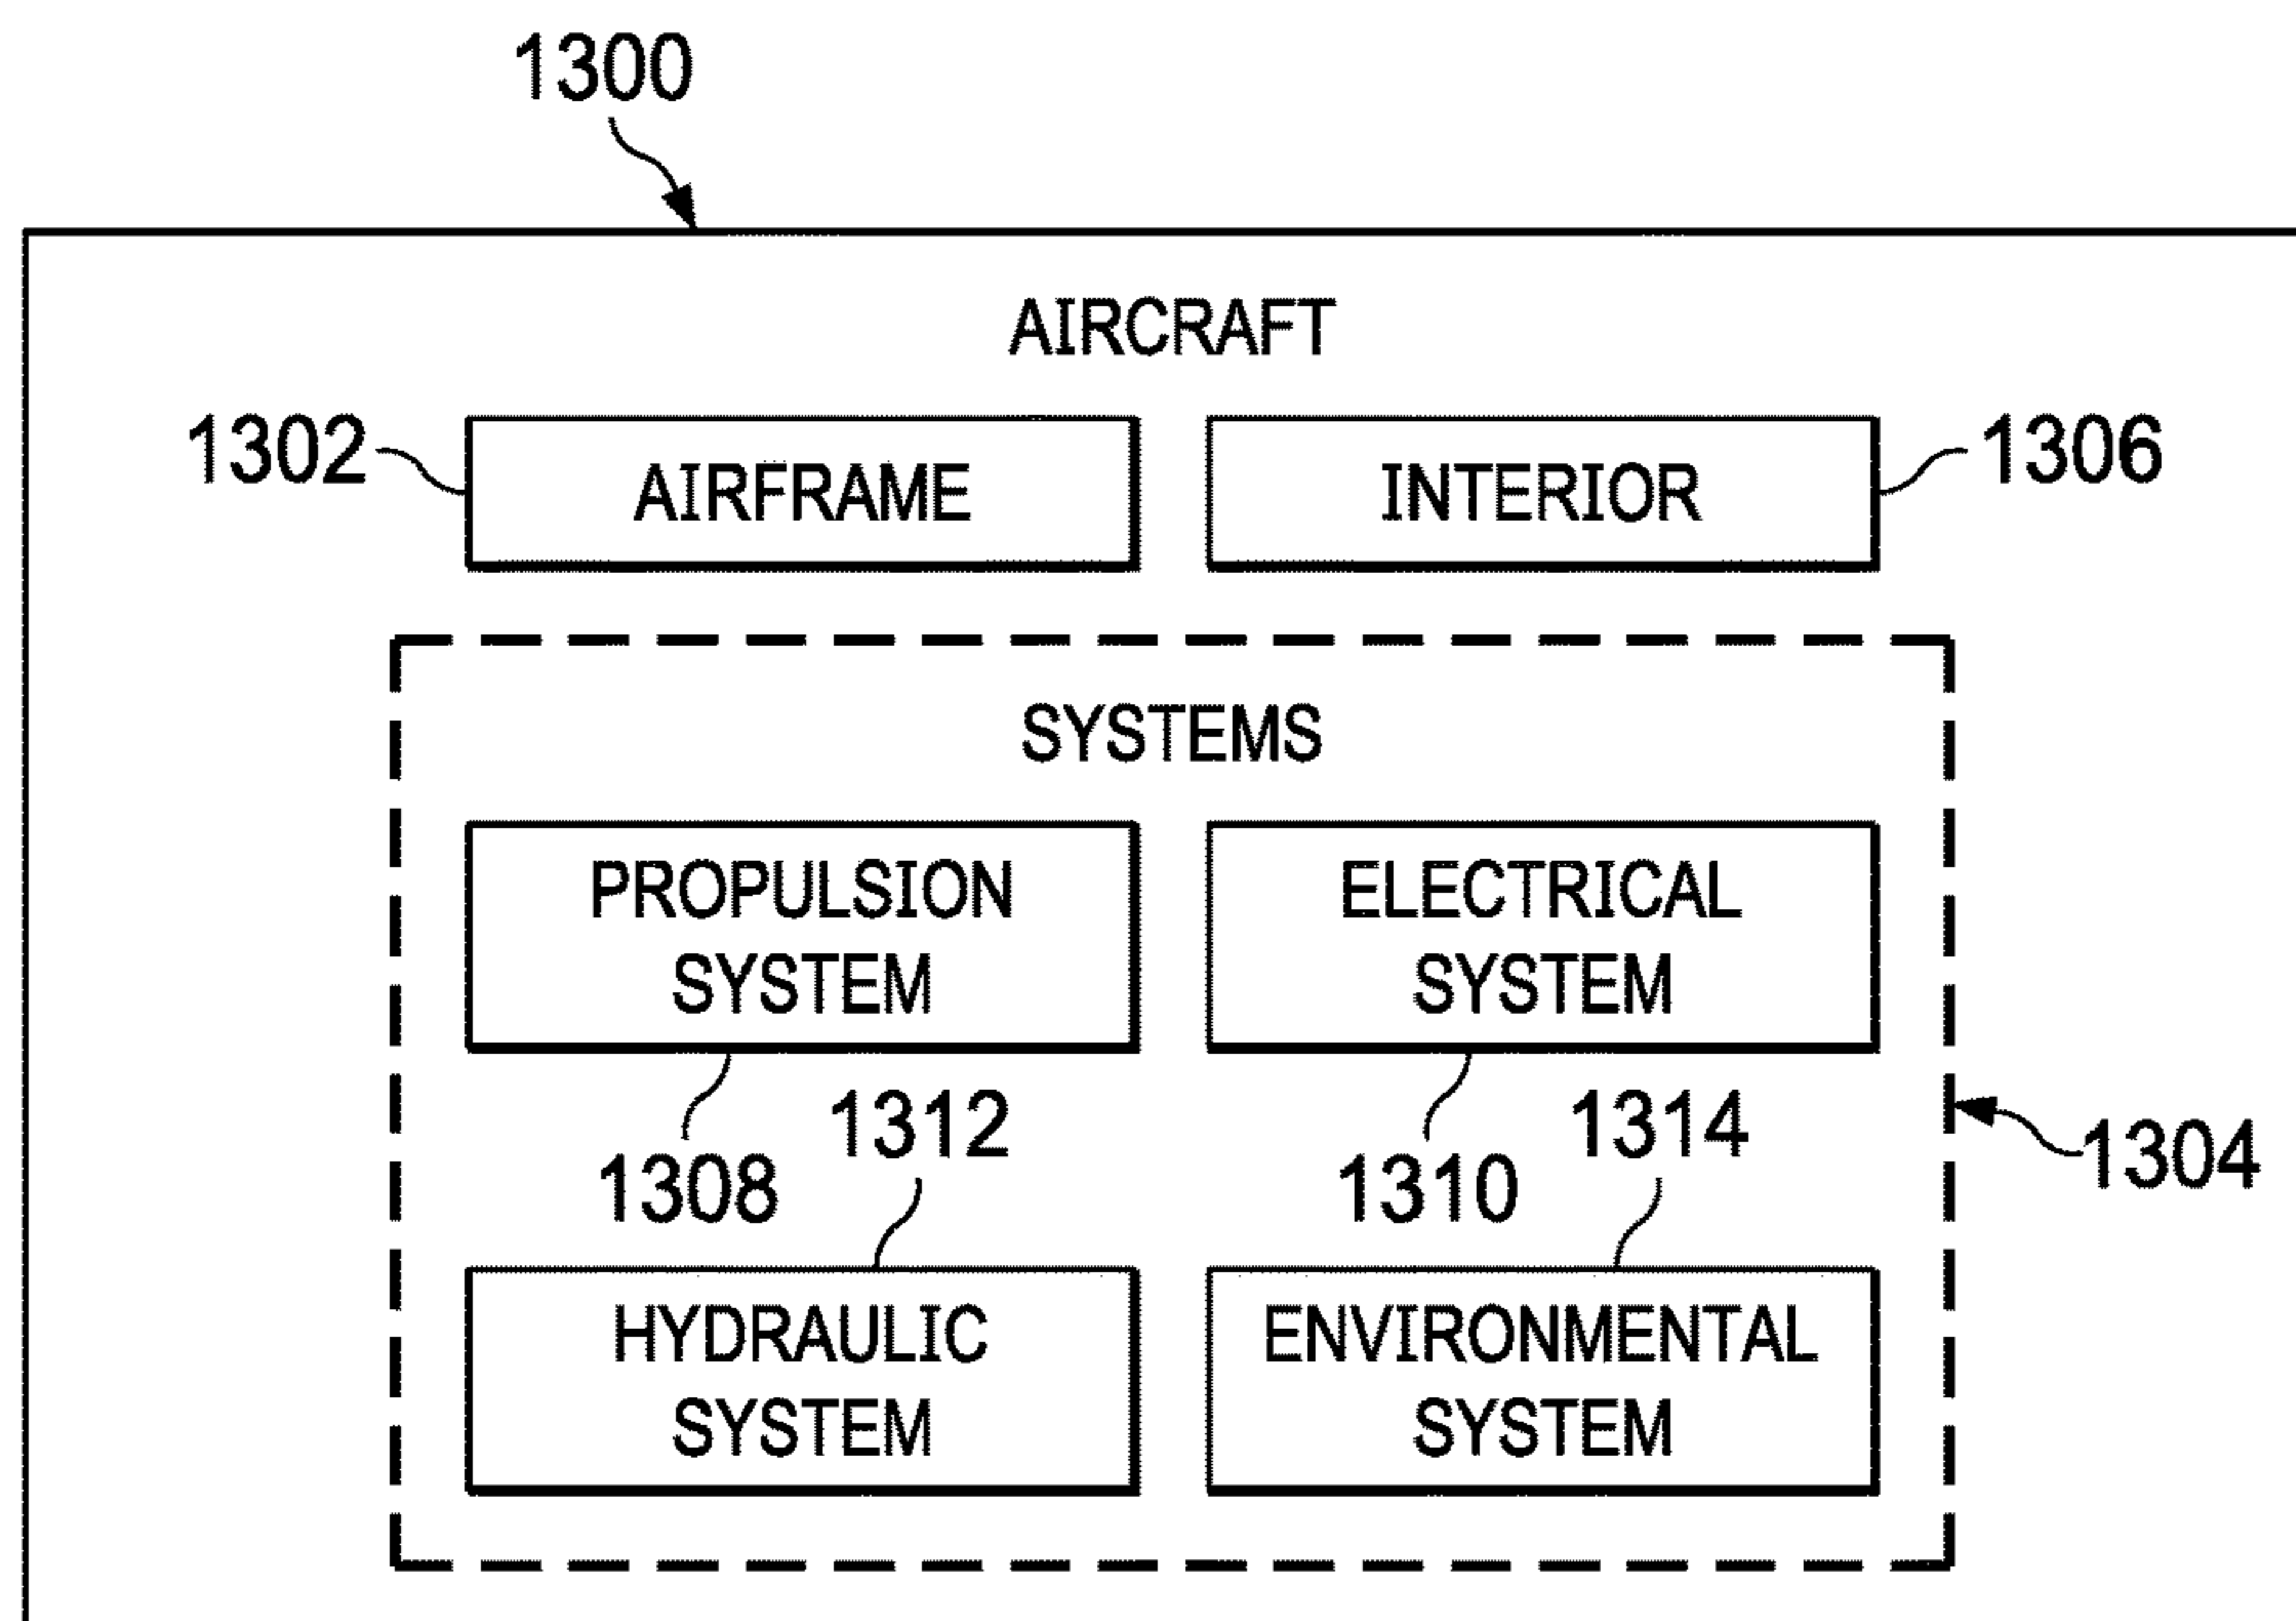 1300
AIRCRAFT
1302
AIRFRAME
INTERIOR
1306
SYSTEMS
PROPULSION
SYSTEM
ELECTRICAL
SYSTEM
1308
1312
1310
1314
1304
HYDRAULIC
SYSTEM
ENVIRONMENTAL
SYSTEM